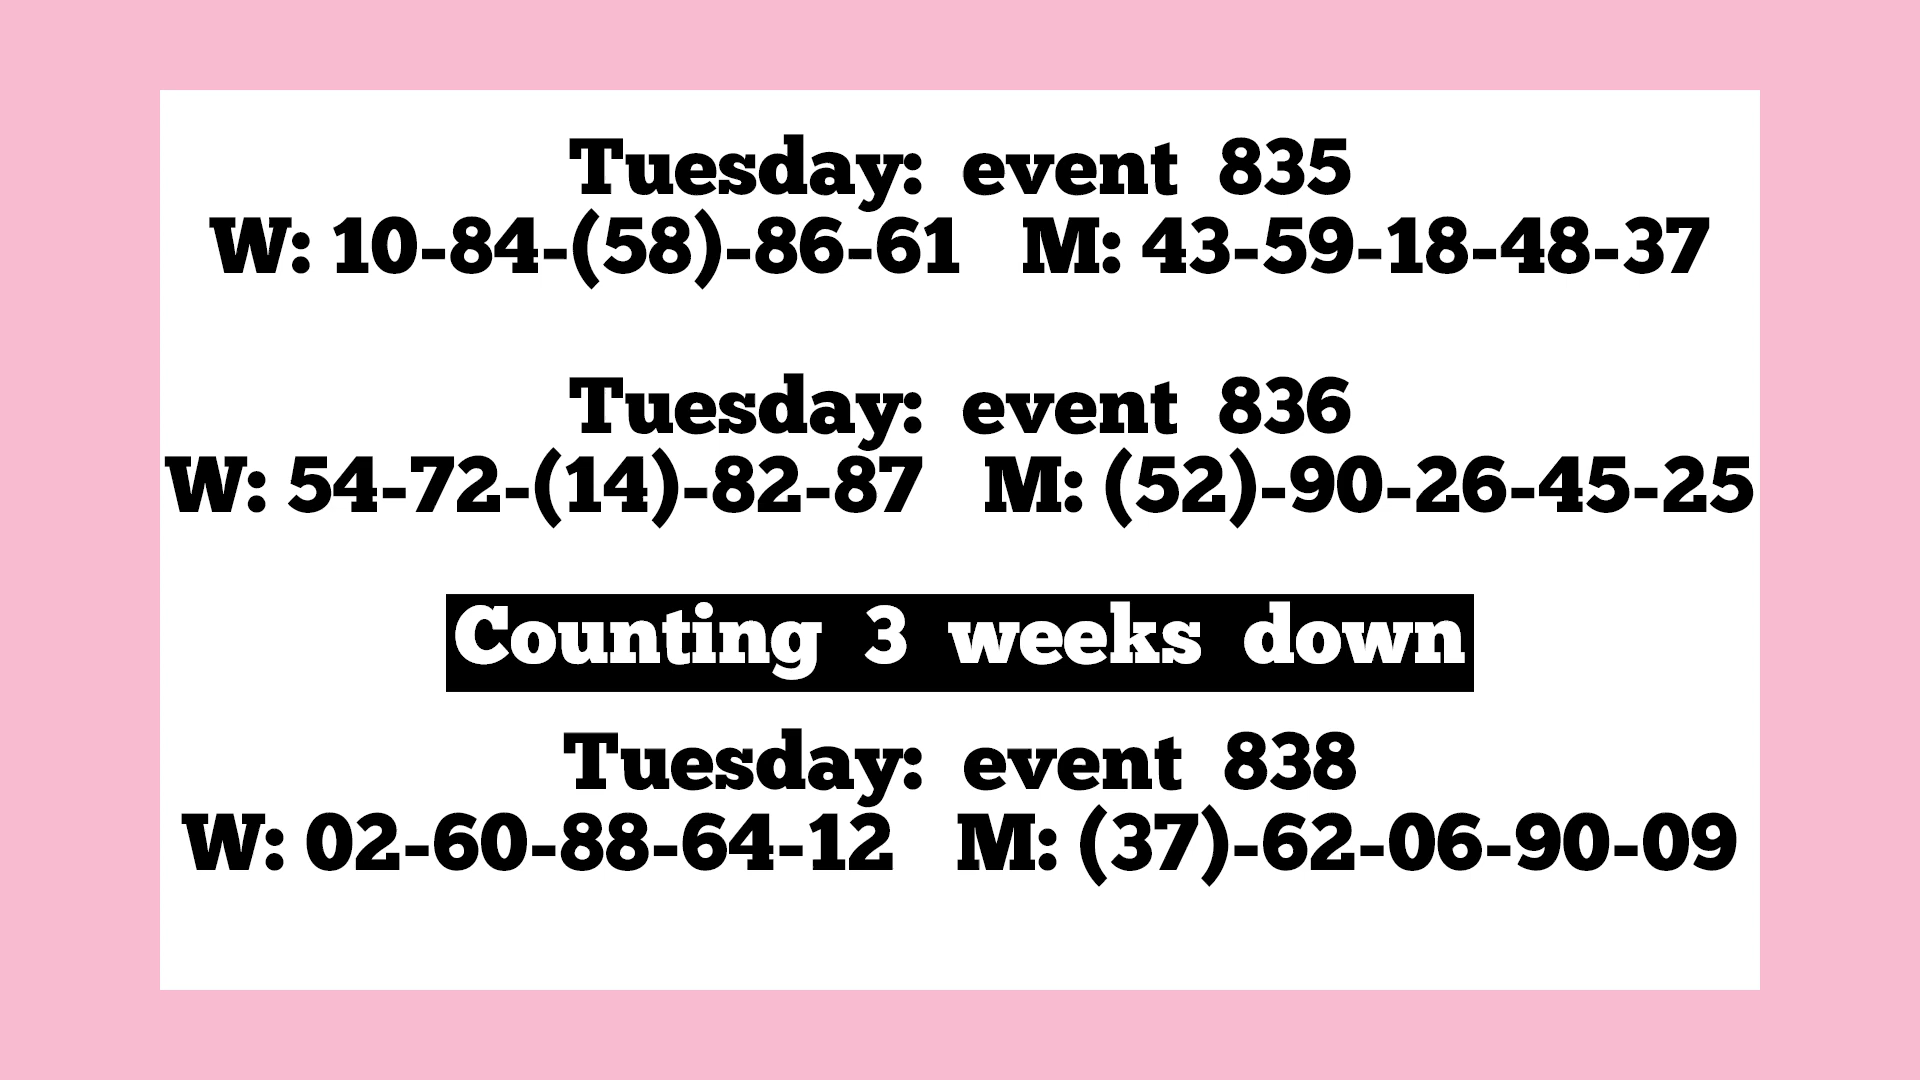 Tuesday: event 835
W: 10-84-(58)-86-61 M: 43-59-18-48-37
Tuesday: event 836
W: 54-72-(14)-82-87 M: (52)-90-26-45-25
Counting 3 weeks down
Tuesday: event 838
W: 02-60-88-64-12 M: (37)-62-06-90-09